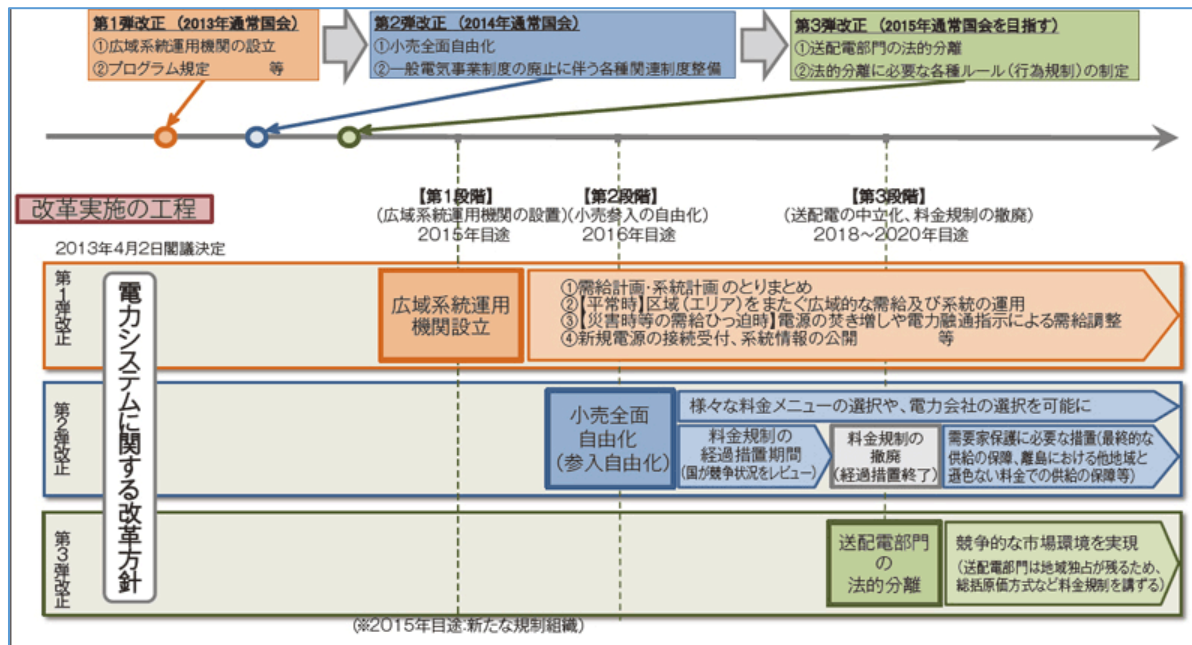 第1弾改正（2013年通常国会）
①広域系統運用機関の設立
②プログラム規定　　　等
第2弾改正（2014年通常国会）
①小売全面自由化
②一般電気事業制度の廃止に伴う各種関連制度整備
第3弾改正（2015年通常国会を目指す）
①送配電部門の法的分離
②法的分離に必要な各種ルール（行為規制）の制定
改革実施の工程
【第1段階】
(広域系統運用機関の設置)
2015年目途
【第2段階】
(小売参入の自由化)
2016年目途
【第3段階】
(送配電の中立化、料金規制の撤廃)
2018～2020年目途
2013年4月2日閣議決定
電力システムに関する改革方針
第1弾改正
広域系統運用
機関設立
①需給計画・系統計画のとりまとめ
②【平常時】区域（エリア）をまたぐ広域的な需給及び系統の運用
③【災害時等の需給ひっ迫時】電源の焚き増しや電力融通指示による需給調整
④新規電源の接続受付、系統情報の公開　　　　等
第2弾改正
小売全面
自由化
(参入自由化)
様々な料金メニューの選択や、電力会社の選択を可能に
料金規制の
経過措置期間
(国が競争状況をレビュー)
料金規制の
撤廃
(経過措置終了)
需要家保護に必要な措置(最終的な
供給の保障、離島における他地域と
遜色ない料金での供給の保障等)
第3弾改正
送配電部門
の
法的分離
競争的な市場環境を実現
(送配電部門は地域独占が残るため、
総括原価方式など料金規制を講ずる)
(※2015年目途:新たな規制組織)